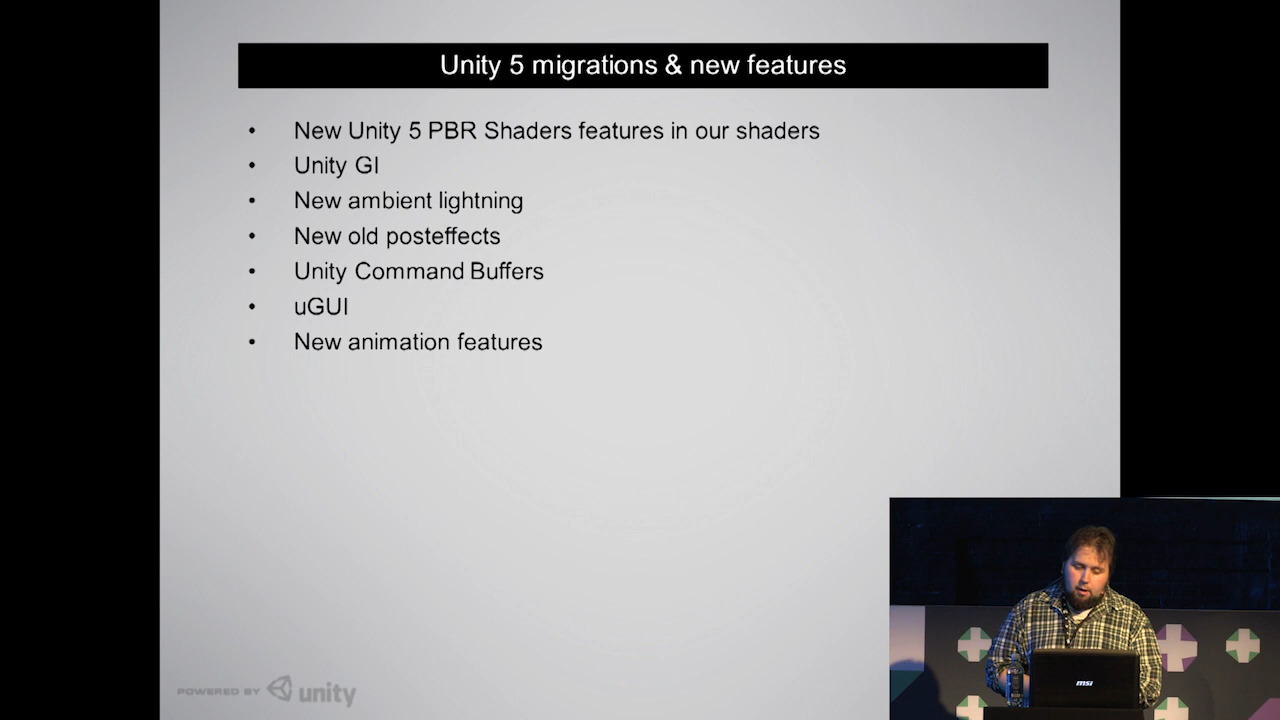 Unity 5 migrations & new features
• New Unity 5 PBR Shaders features in our shaders
• Unity GI
• New ambient lightning
• New old posteffects
• Unity Command Buffers
• uGUI
• New animation features
POWERED BY unity
msi